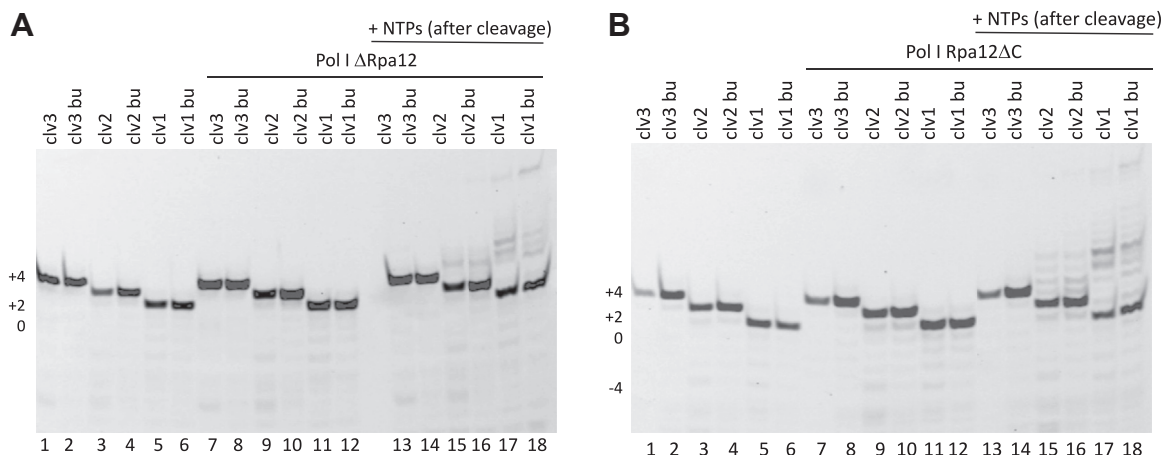 A
+ NTPs (after cleavage)
Pol I ΔRpa12
clv3
clv3 bu
clv2
clv2 bu
clv1
clv1 bu
clv3
clv3 bu
clv2
clv2 bu
clv1
clv1 bu
clv3
clv3 bu
clv2
clv2 bu
clv1
clv1 bu
+4
+2
0
1 2 3 4 5 6 7 8 9 10 11 12 13 14 15 16 17 18
B
+ NTPs (after cleavage)
Pol I Rpa12ΔC
clv3
clv3 bu
clv2
clv2 bu
clv1
clv1 bu
clv3
clv3 bu
clv2
clv2 bu
clv1
clv1 bu
clv3
clv3 bu
clv2
clv2 bu
clv1
clv1 bu
+4
+2
0
-4
1 2 3 4 5 6 7 8 9 10 11 12 13 14 15 16 17 18